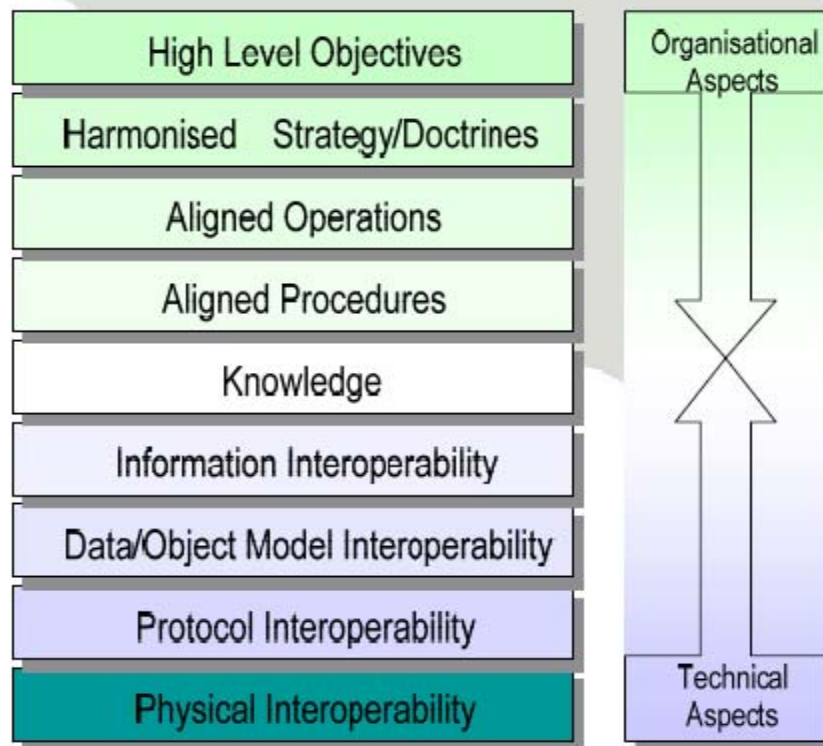 High Level Objectives
Harmonised Strategy/Doctrines
Aligned Operations
Aligned Procedures
Knowledge
Information Interoperability
Data/Object Model Interoperability
Protocol Interoperability
Physical Interoperability
Organisational
Aspects
Technical
Aspects